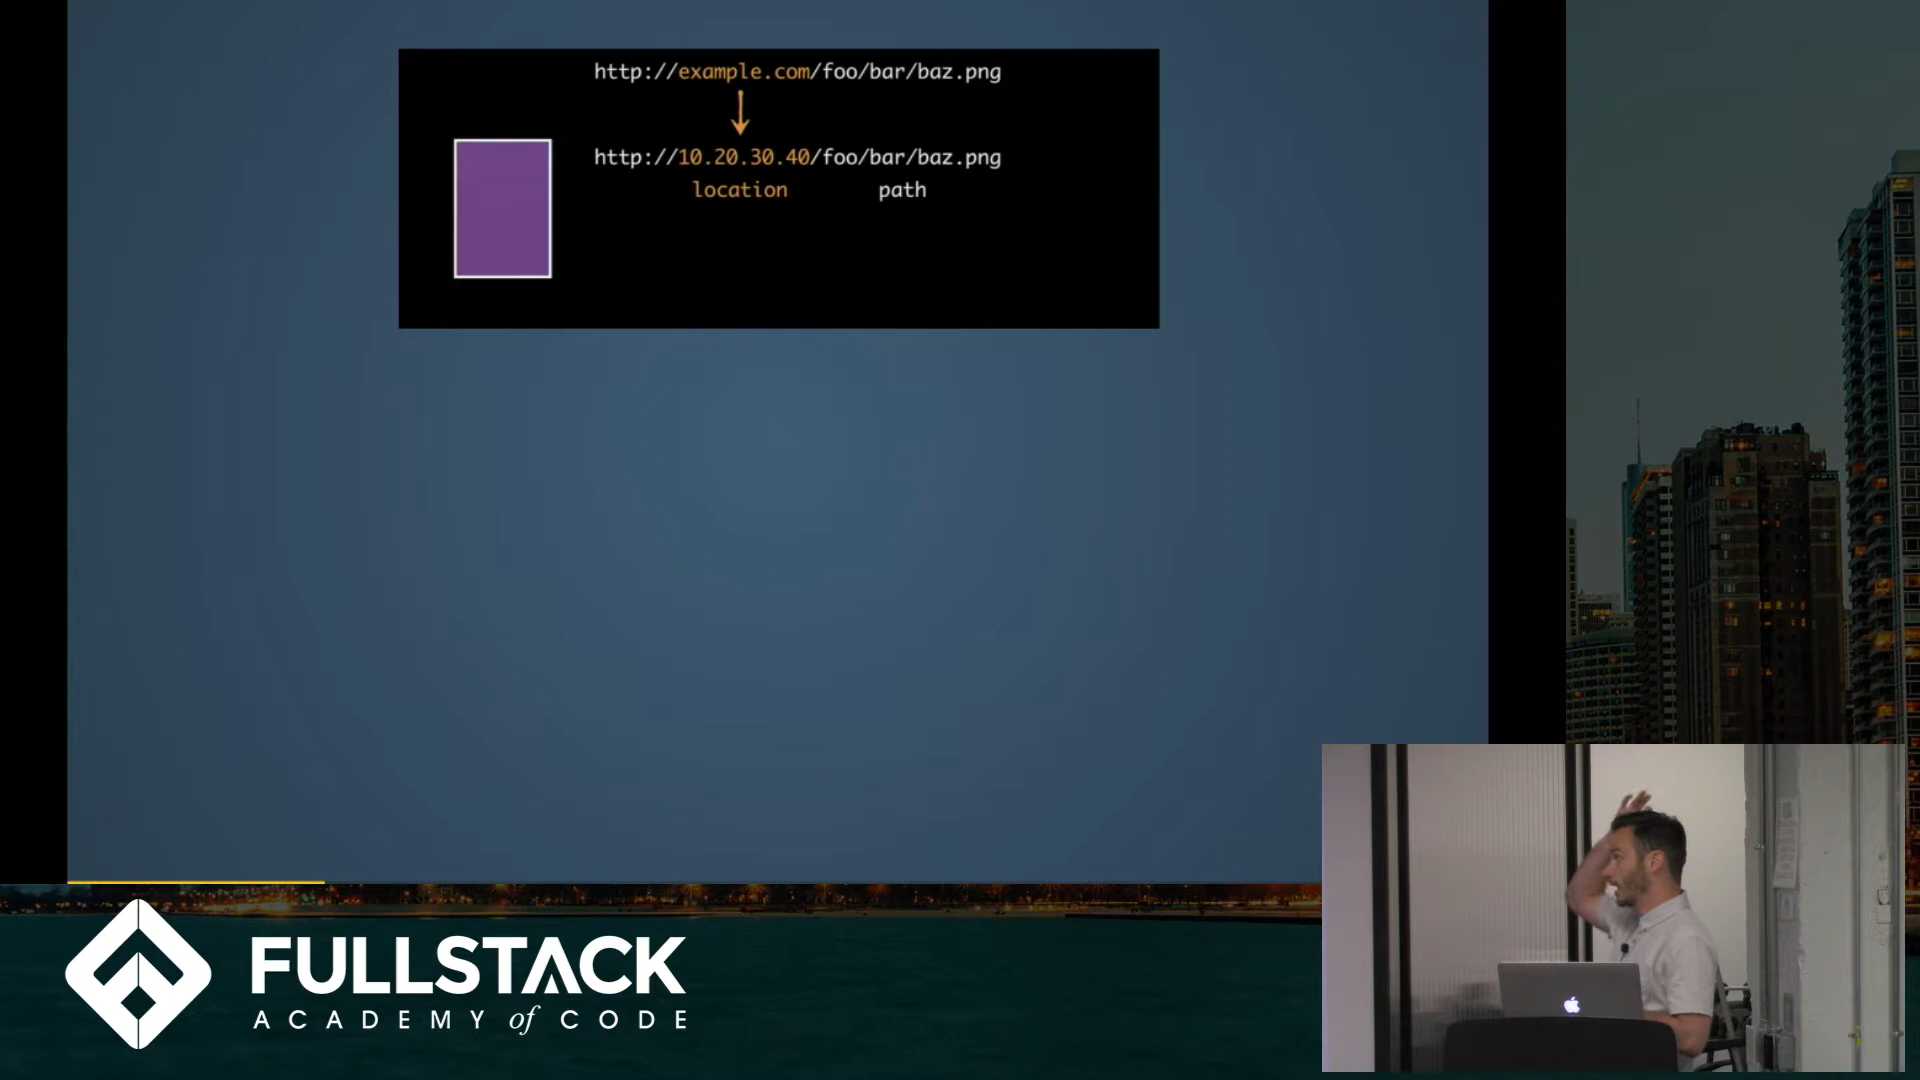 http://example.com/foo/bar/baz.png
http://10.20.30.40/foo/bar/baz.png
location path
FULLSTACK
ACADEMY of CODE